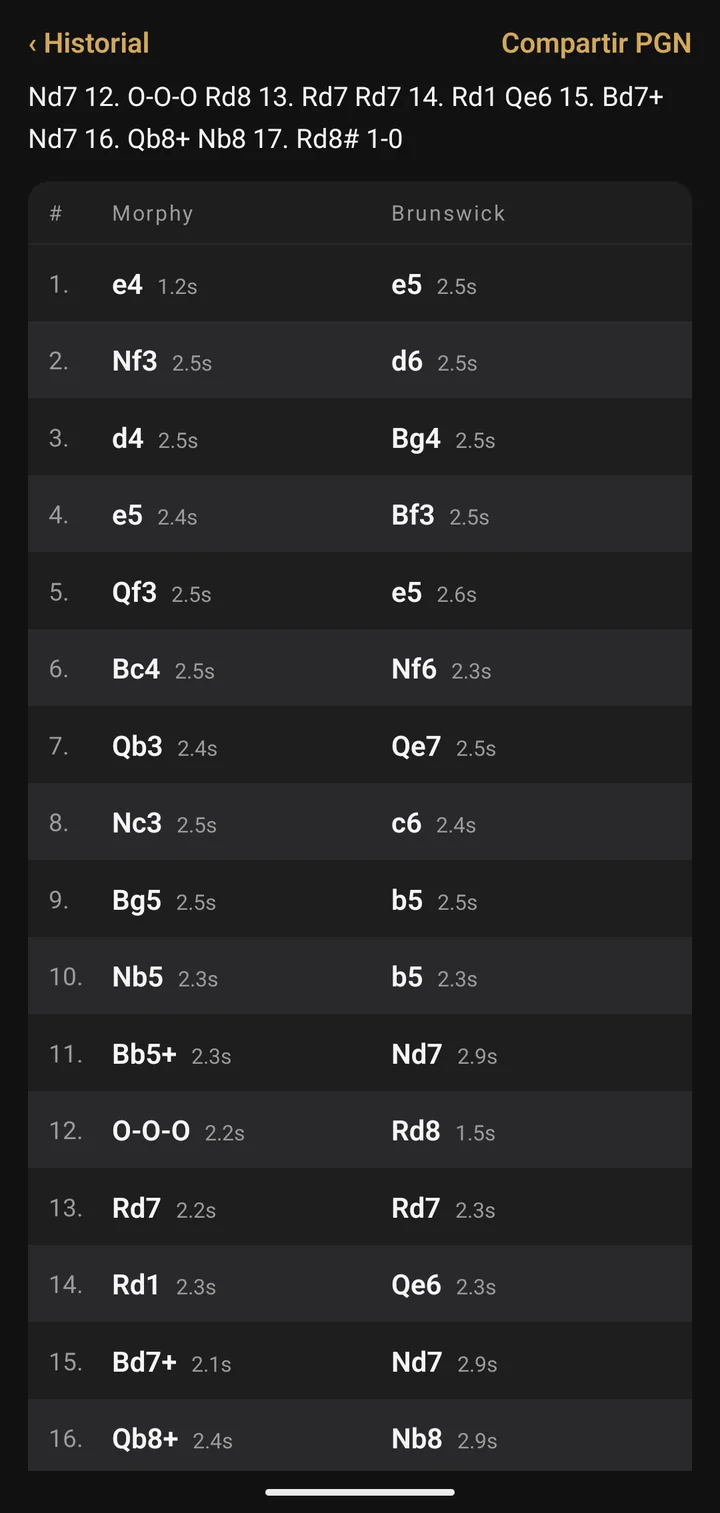 ‹ Historial Compartir PGN
Nd7 12. O-O-O Rd8 13. Rd7 Rd7 14. Rd1 Qe6 15. Bd7+
Nd7 16. Qb8+ Nb8 17. Rd8# 1-0
# Morphy Brunswick
1. e4 1.2s e5 2.5s
2. Nf3 2.5s d6 2.5s
3. d4 2.5s Bg4 2.5s
4. e5 2.4s Bf3 2.5s
5. Qf3 2.5s e5 2.6s
6. Bc4 2.5s Nf6 2.3s
7. Qb3 2.4s Qe7 2.5s
8. Nc3 2.5s c6 2.4s
9. Bg5 2.5s b5 2.5s
10. Nb5 2.3s b5 2.3s
11. Bb5+ 2.3s Nd7 2.9s
12. O-O-O 2.2s Rd8 1.5s
13. Rd7 2.2s Rd7 2.3s
14. Rd1 2.3s Qe6 2.3s
15. Bd7+ 2.1s Nd7 2.9s
16. Qb8+ 2.4s Nb8 2.9s